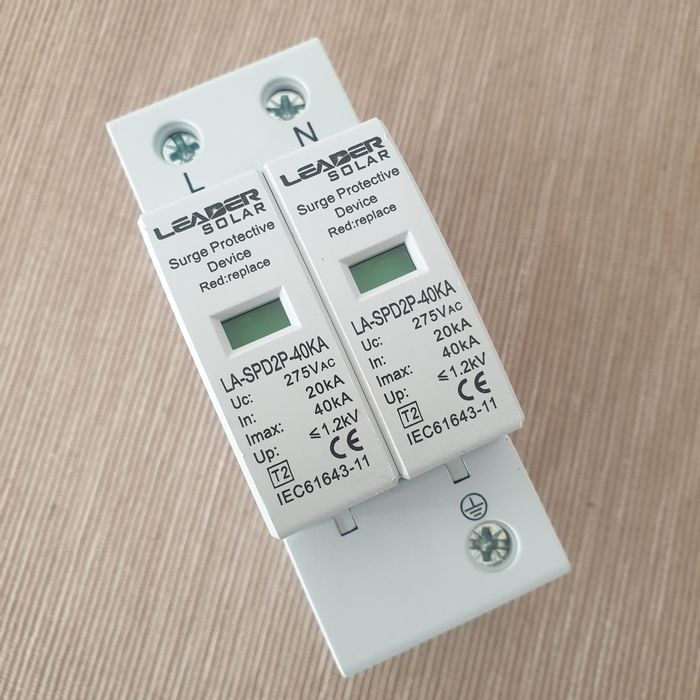 L
N
LEADER
SOLAR
Surge Protective
Device
Red:replace
LA-SPD2P-40KA
Uc: 275VAC
In: 20kA
Imax: 40kA
Up: ≤1.2kV
T2 CE
IEC61643-11
LEADER
SOLAR
Surge Protective
Device
Red:replace
LA-SPD2P-40KA
Uc: 275VAC
In: 20kA
Imax: 40kA
Up: ≤1.2kV
T2 CE
IEC61643-11